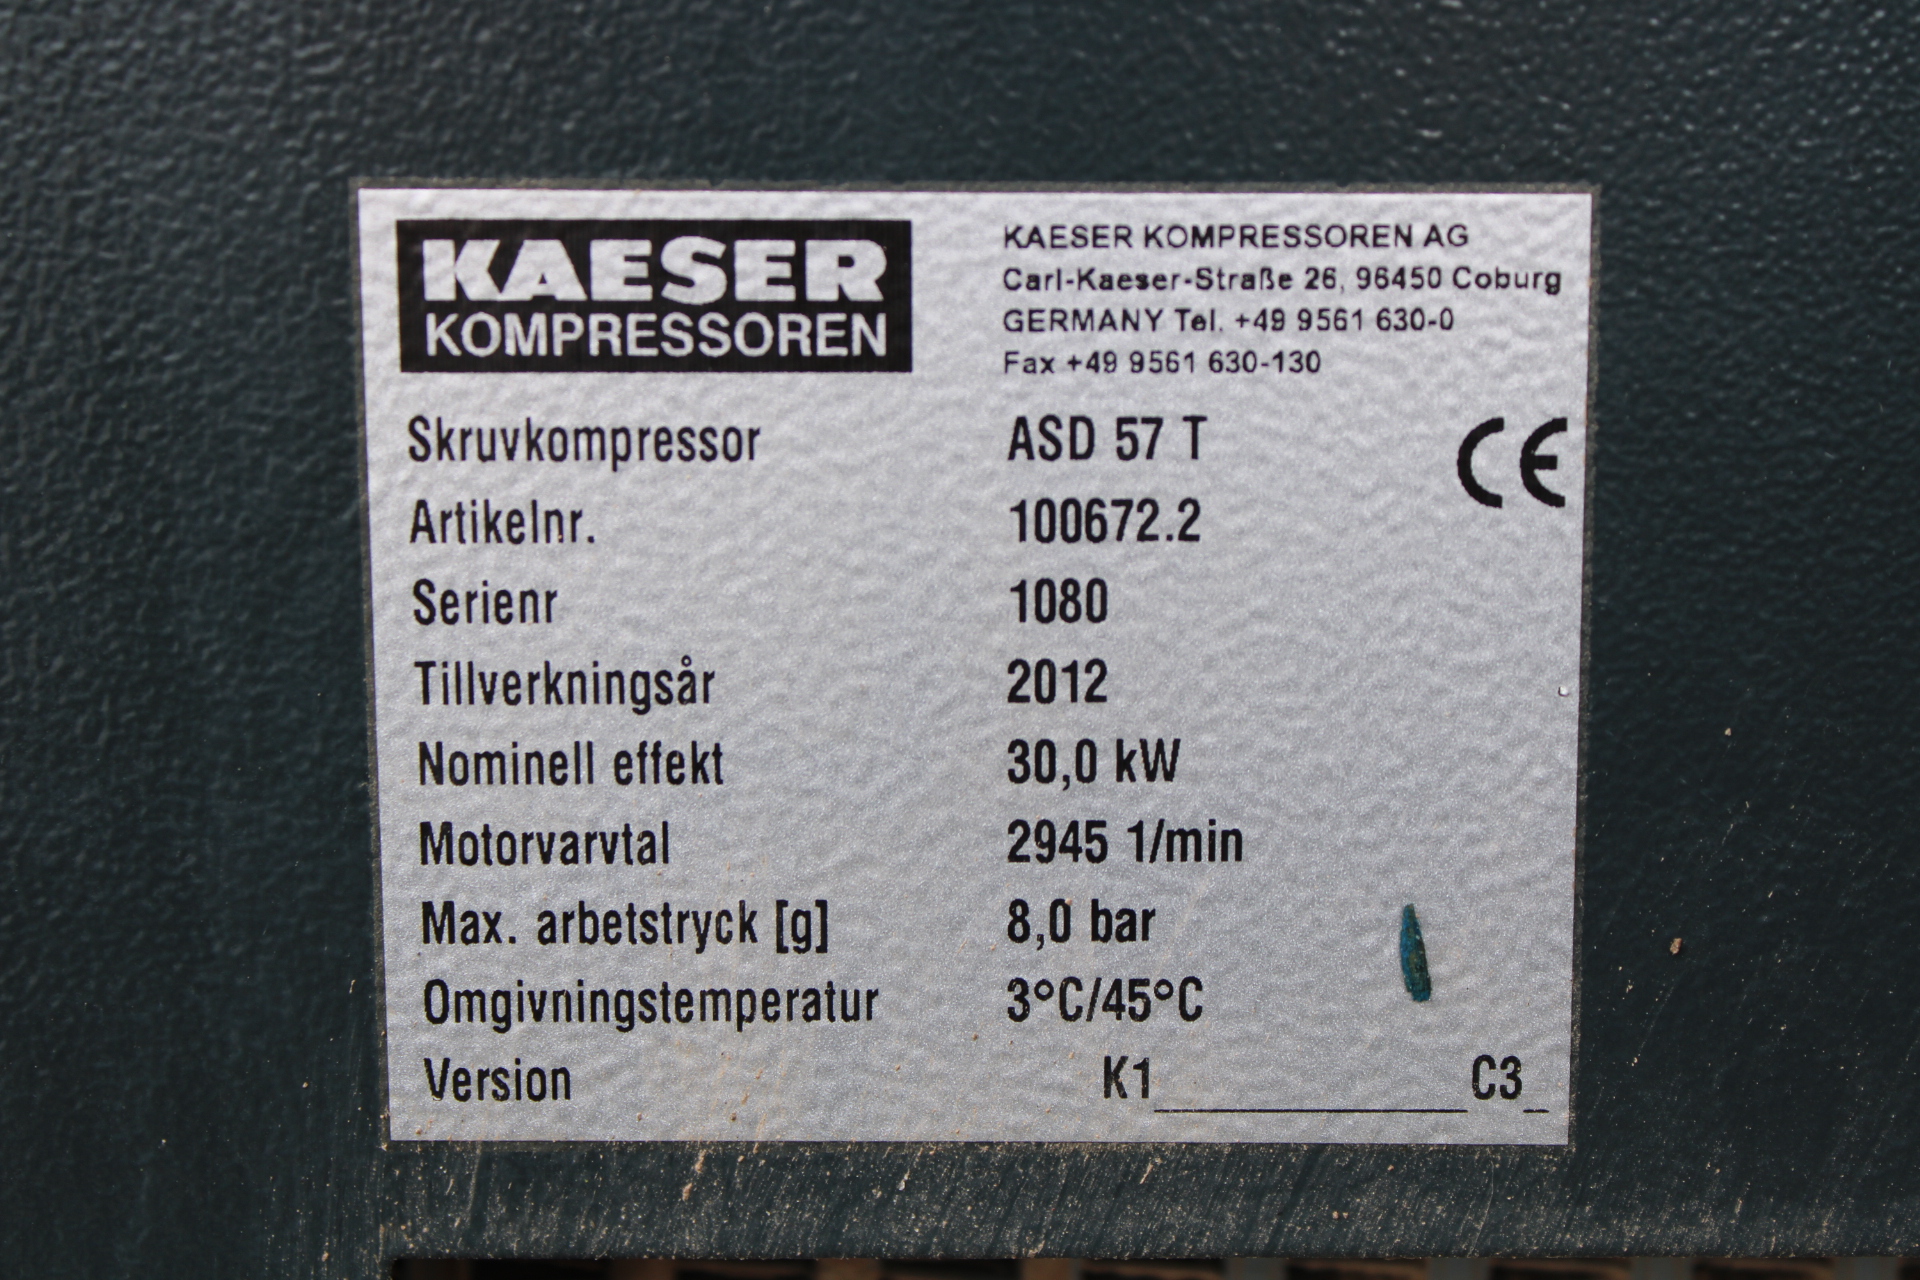 KAESER
KOMPRESSOREN
KAESER KOMPRESSOREN AG
Carl-Kaeser-Straße 26, 96450 Coburg
GERMANY Tel. +49 9561 630-0
Fax +49 9561 630-130
Skruvkompressor ASD 57 T CE
Artikelnr. 100672.2
Serienr 1080
Tillverkningsår 2012
Nominell effekt 30,0 kW
Motorvarvtal 2945 1/min
Max. arbetstryck [g] 8,0 bar
Omgivningstemperatur 3°C/45°C
Version K1____________C3_